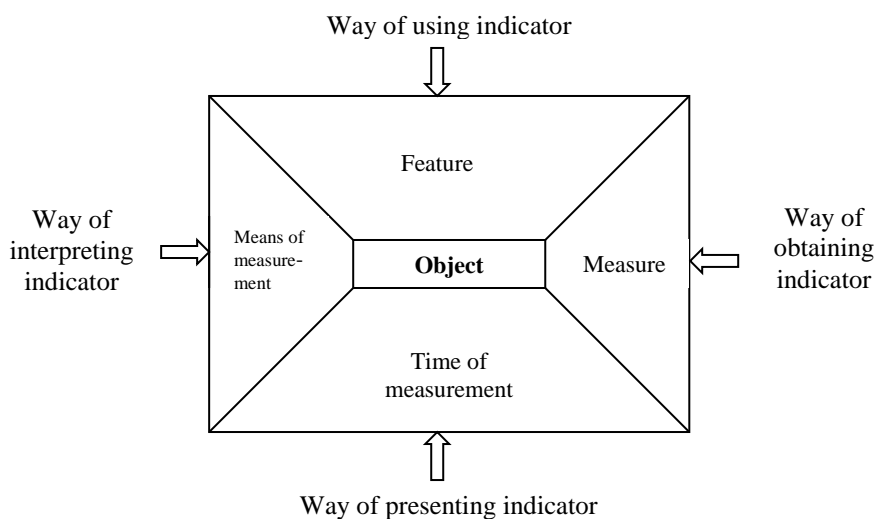 Way of using indicator
Feature
Way of
interpreting
indicator
Means of
measure-
ment
Object
Measure
Way of
obtaining
indicator
Time of
measurement
Way of presenting indicator